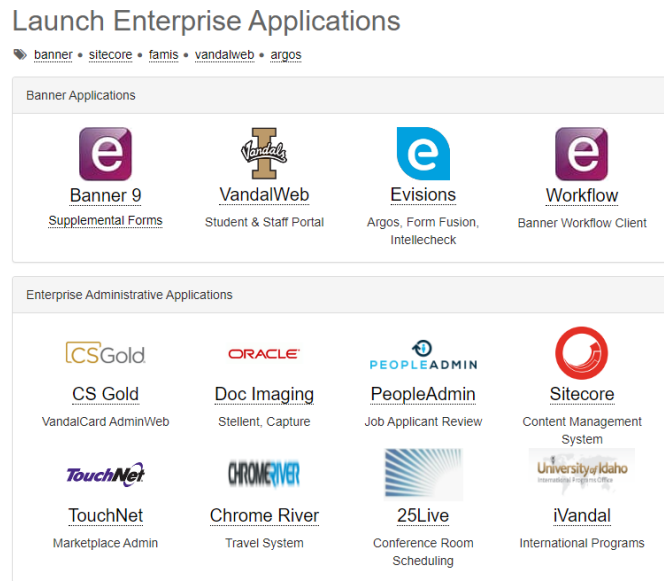 Launch Enterprise Applications
banner • sitecore • famis • vandalweb • argos
Banner Applications
e
Vandals
I
e
e
Banner 9
VandalWeb
Evisions
Workflow
Supplemental Forms
Student & Staff Portal
Argos, Form Fusion,
Intellecheck
Banner Workflow Client
Enterprise Administrative Applications
CSGold
ORACLE
PEOPLEADMIN
CS Gold
Doc Imaging
PeopleAdmin
Sitecore
VandalCard AdminWeb
Stellent, Capture
Job Applicant Review
Content Management
System
TouchNet
CHROMERIVER
University of Idaho
International Programs Office
TouchNet
Chrome River
25Live
iVandal
Marketplace Admin
Travel System
Conference Room
Scheduling
International Programs